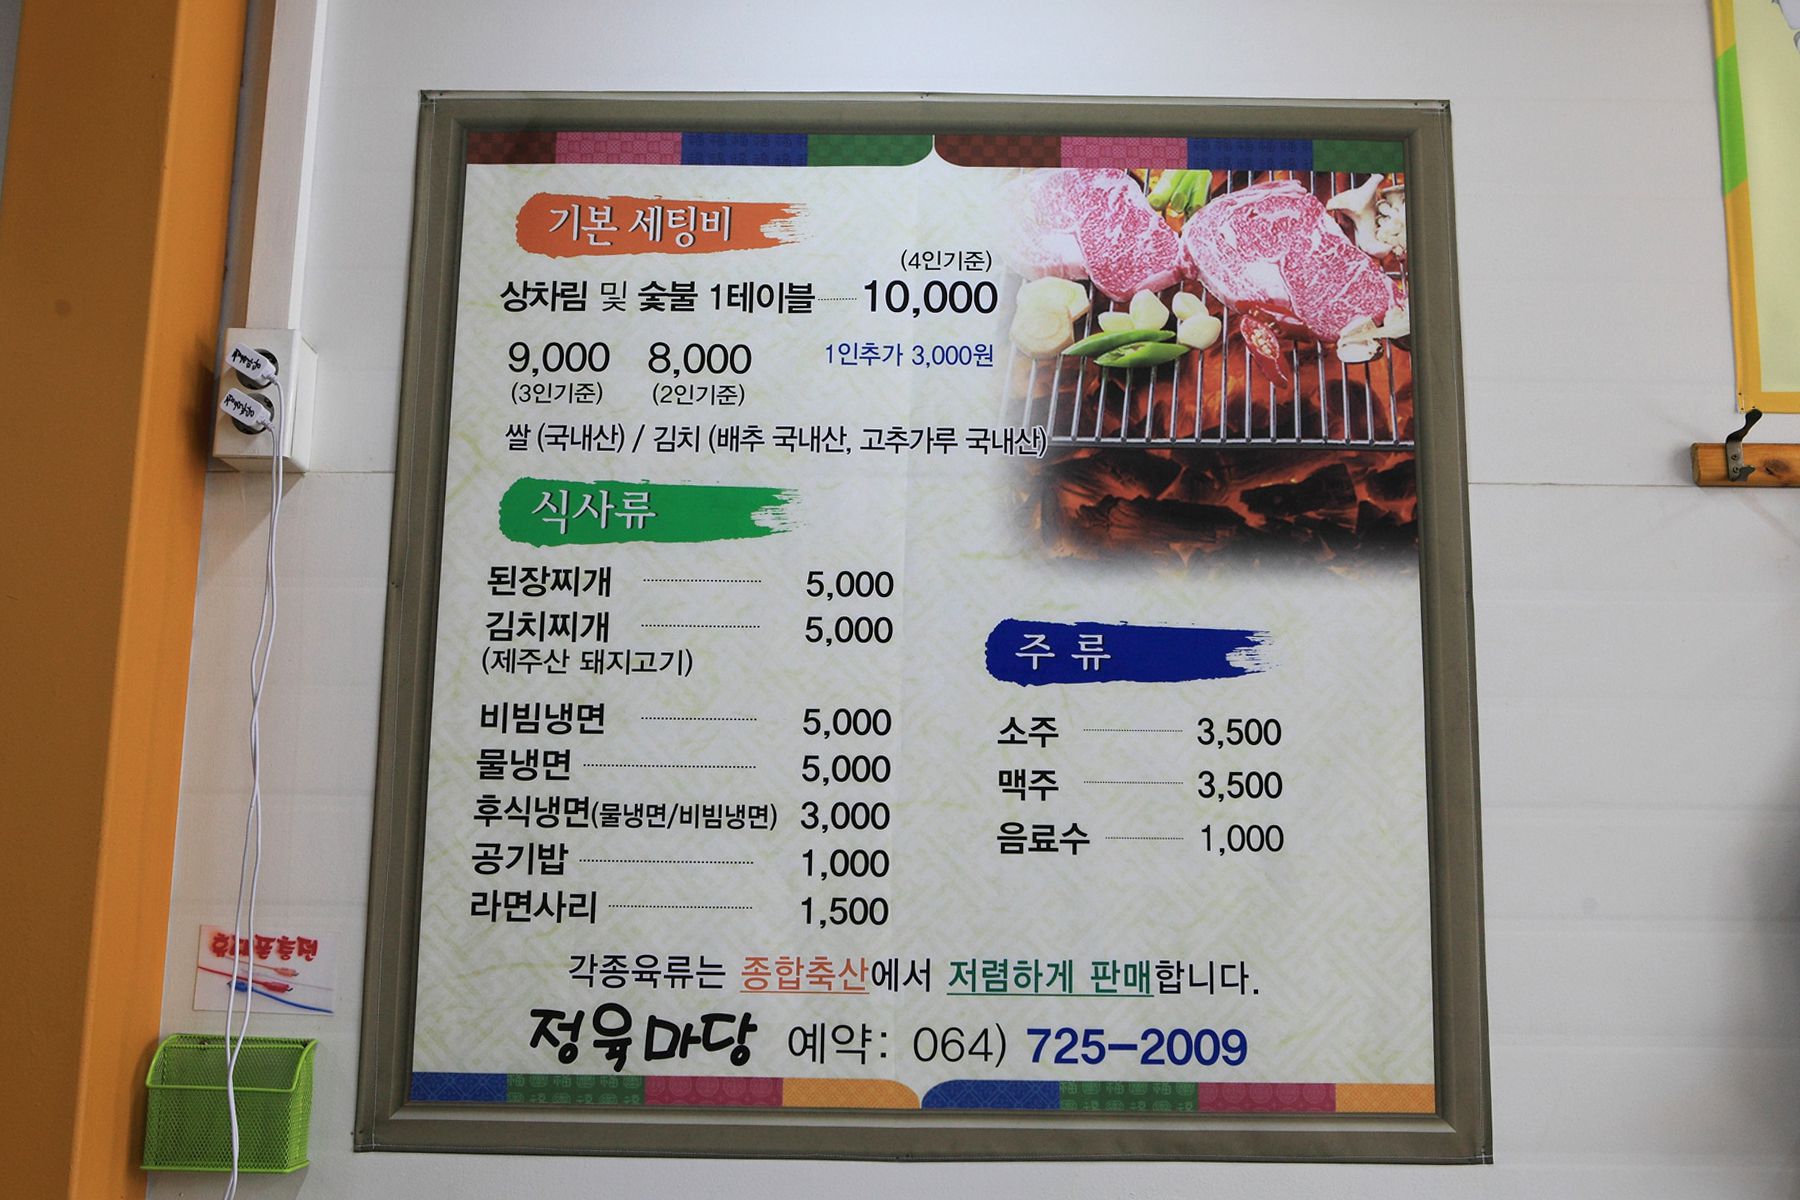 기본 세팅비
(4인기준)
상차림 및 숯불 1테이블 10,000
9,000 8,000 1인추가 3,000원
(3인기준) (2인기준)
쌀 (국내산) / 김치 (배추 국내산, 고추가루 국내산)
식사류
된장찌개 5,000
김치찌개 5,000
(제주산 돼지고기)
비빔냉면 5,000
물냉면 5,000
후식냉면(물냉면/비빔냉면) 3,000
공기밥 1,000
라면사리 1,500
주류
소주 3,500
맥주 3,500
음료수 1,000
각종육류는 종합축산에서 저렴하게 판매합니다.
정육마당 예약: 064) 725-2009